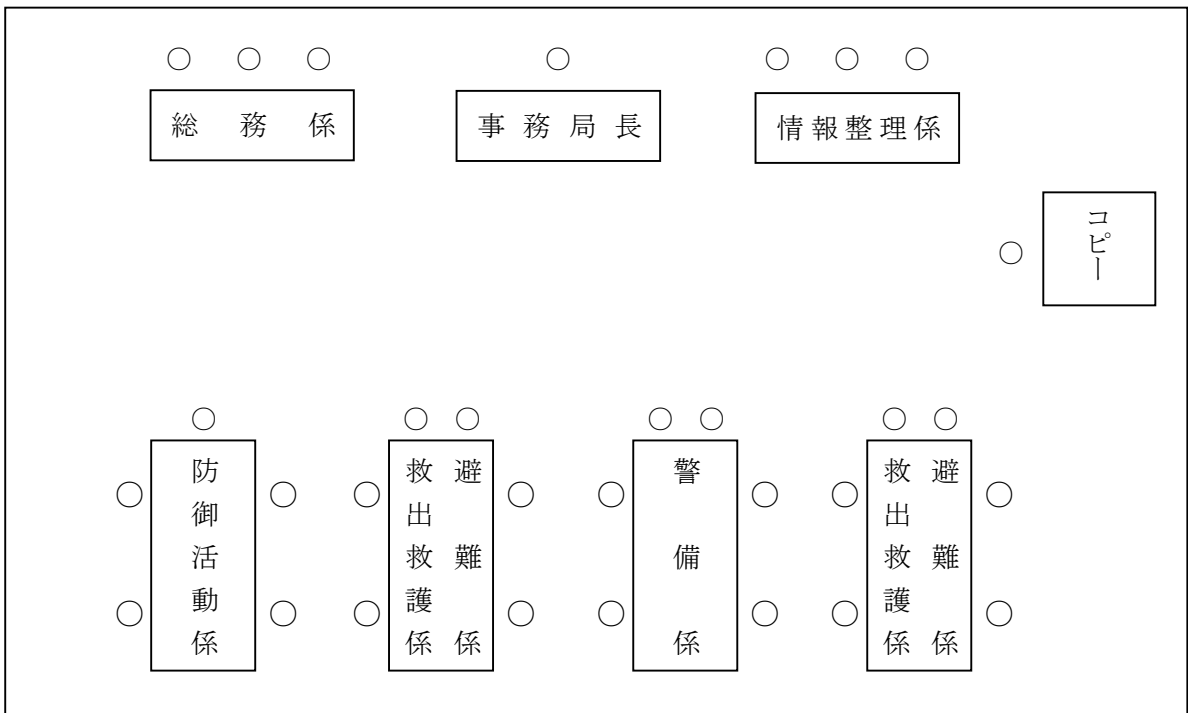 総務係
事務局長
情報整理係
コピー
防御活動係
避難係
救出救護係
警備係
避難係
救出救護係